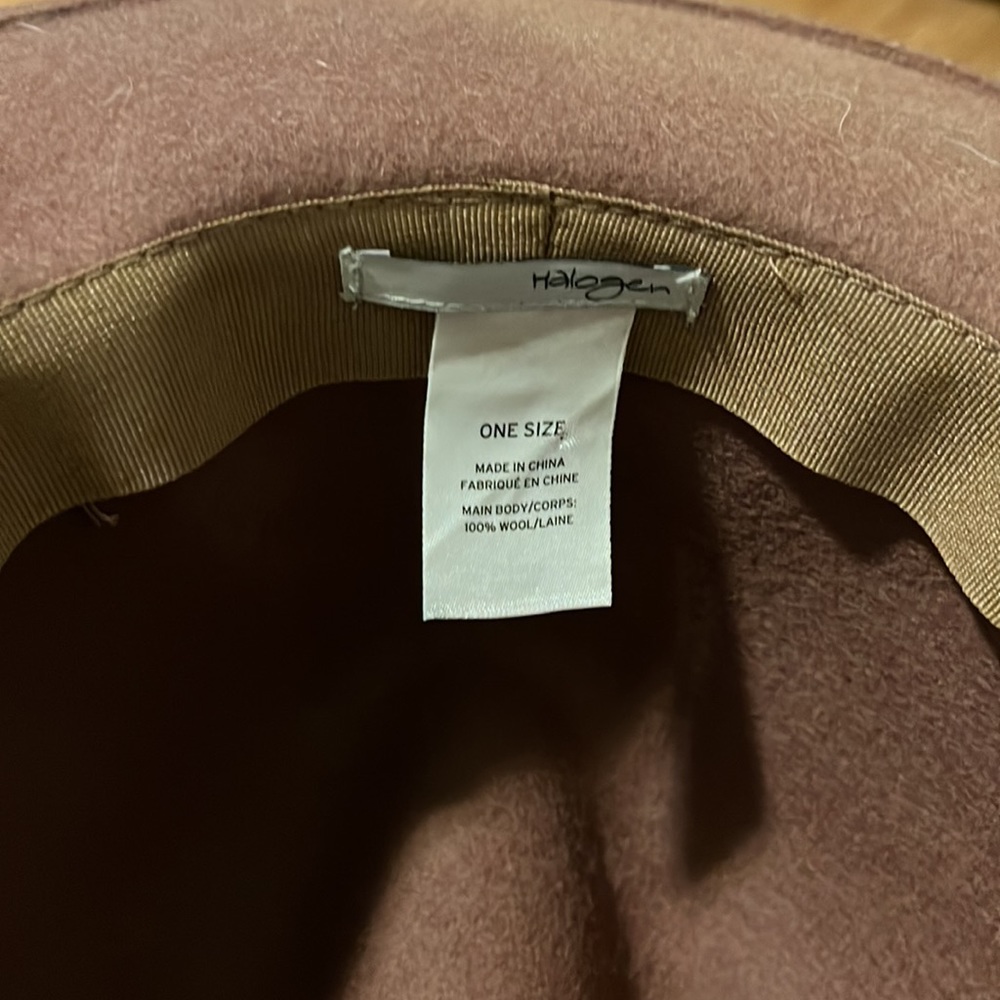 Halogen
ONE SIZE
MADE IN CHINA
FABRIQUÉ EN CHINE
MAIN BODY/CORPS:
100% WOOL/LAINE